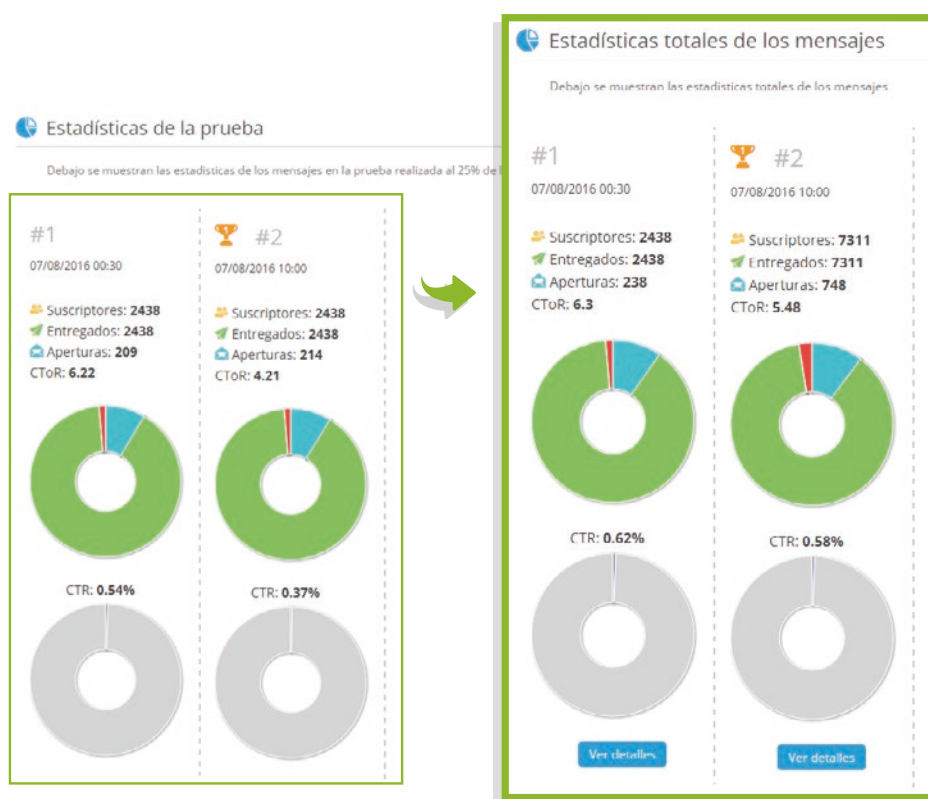 Estadísticas de la prueba
Debajo se muestran las estadisticas de los mensajes en la prueba realizada al 25% de
#1
07/08/2016 00:30
Suscriptores: 2438
Entregados: 2438
Aperturas: 209
CToR: 6.22
CTR: 0.54%
1
#2
07/08/2016 10:00
Suscriptores: 2438
Entregados: 2438
Aperturas: 214
CToR: 4.21
CTR: 0.37%
Estadísticas totales de los mensajes
Debajo se muestran las estadísticas totales de los mensajes
#1
07/08/2016 00:30
Suscriptores: 2438
Entregados: 2438
Aperturas: 238
CToR: 6.3
CTR: 0.62%
Ver detalles
1
#2
07/08/2016 10:00
Suscriptores: 7311
Entregados: 7311
Aperturas: 748
CToR: 5.48
CTR: 0.58%
Ver detalles